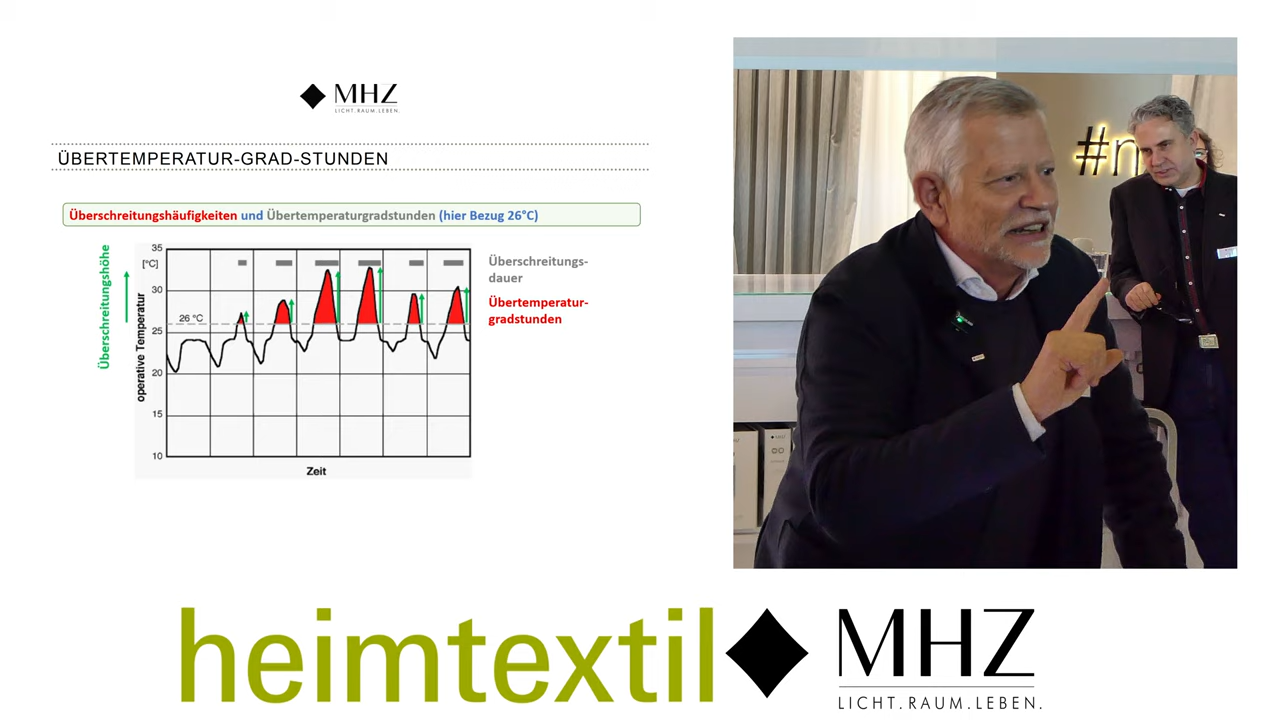 MHZ
LICHT.RAUM.LEBEN.
ÜBERTEMPERATUR-GRAD-STUNDEN
Überschreitungshäufigkeiten und Übertemperaturgradstunden (hier Bezug 26°C)
Überschreitungshöhe
operative Temperatur
[°C]
35
30
26 °C
25
20
15
10
Zeit
Überschreitungs-
dauer
Übertemperatur-
gradstunden
#n
MHZ
heimtextil
MHZ
LICHT.RAUM.LEBEN.